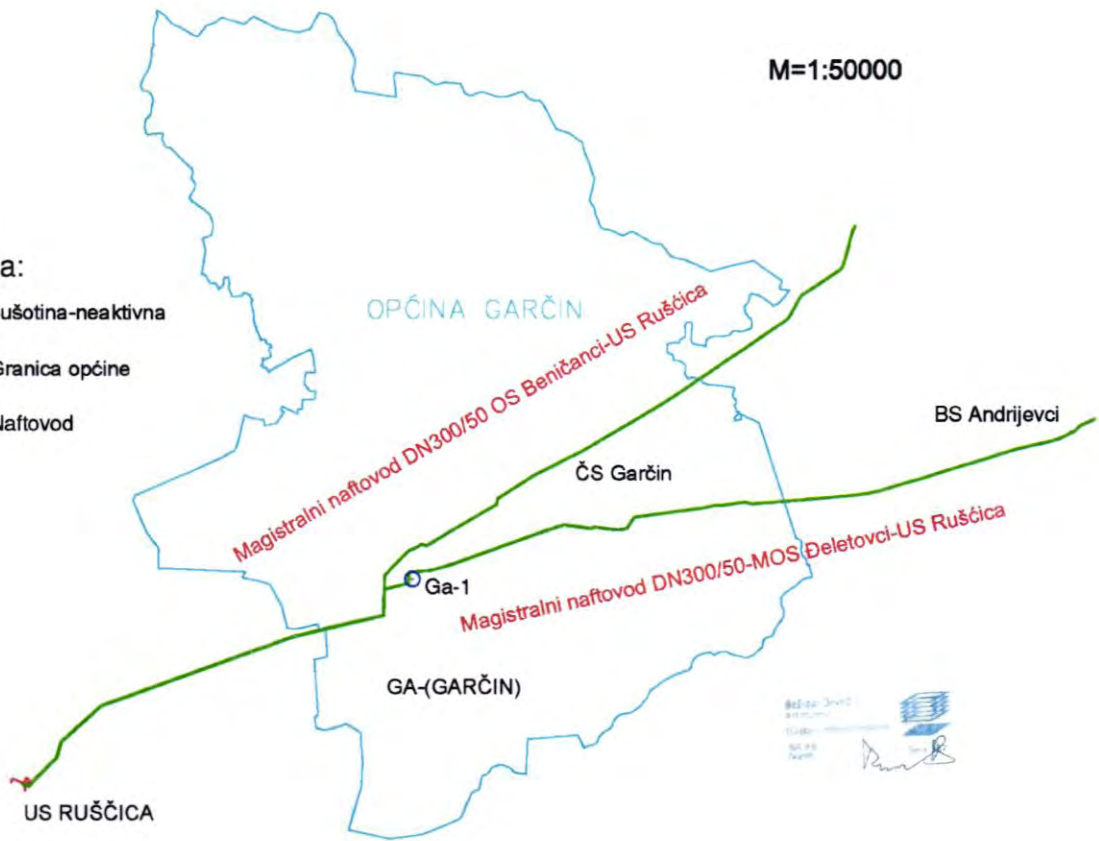 M=1:50000
a:
ušotina-neaktivna
Granica općine
Naftovod
OPĆINA GARČIN
Magistralni naftovod DN300/50 OS Beničanci-US Ruščica
BS Andrijevci
ČS Garčin
Magistralni naftovod DN300/50-MOS Đeletovci-US Ruščica
Ga-1
GA-(GARČIN)
US RUŠČICA